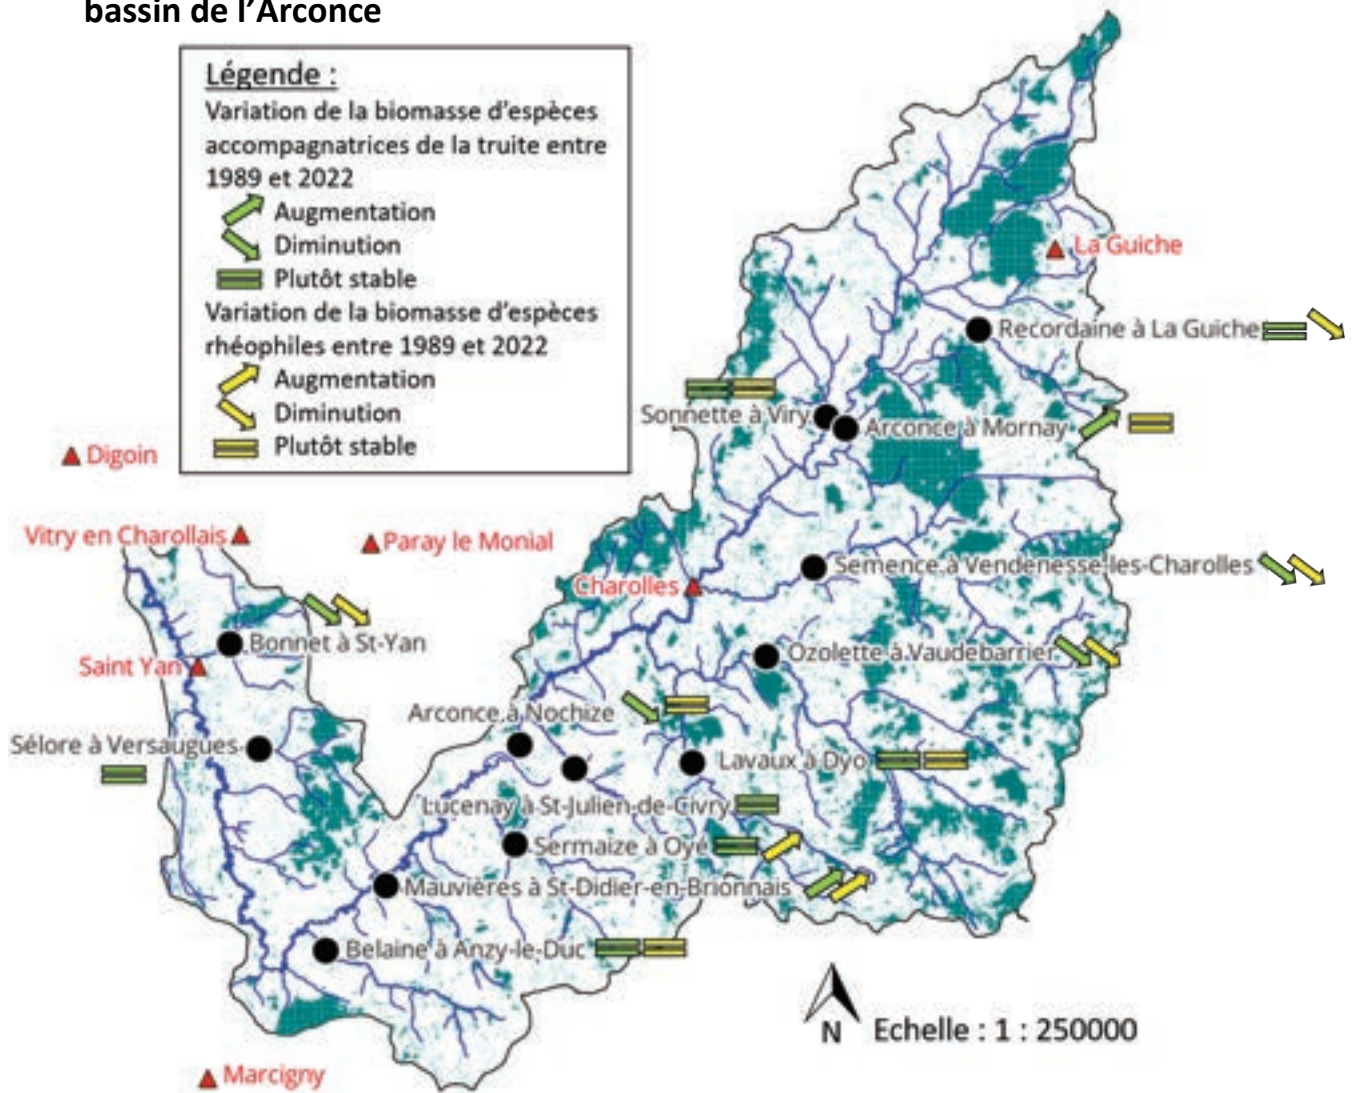 bassin de l'Arconce
Légende :
Variation de la biomasse d'espèces
accompagnatrices de la truite entre
1989 et 2022
Augmentation
Diminution
Plutôt stable
Variation de la biomasse d'espèces
rhéophiles entre 1989 et 2022
Augmentation
Diminution
Plutôt stable
La Guiche
Recordaine à La Guiche
Sonnette à Viry
Arconce à Mornay
Digoin
Vitry en Charollais
Paray le Monial
Charolles
Semence à Vendenesse-les-Charolles
Bonnet à St-Yan
Saint Yan
Ozolette à Vaudebarrier
Arconce à Nochize
Sélore à Versaugues
Lavaux à Dyo
Lucenay à St-Julien-de-Civry
Sermaize à Oyé
Mauvières à St-Didier-en-Brionnais
Belaine à Anzy-le-Duc
N
Echelle : 1 : 250000
Marcigny